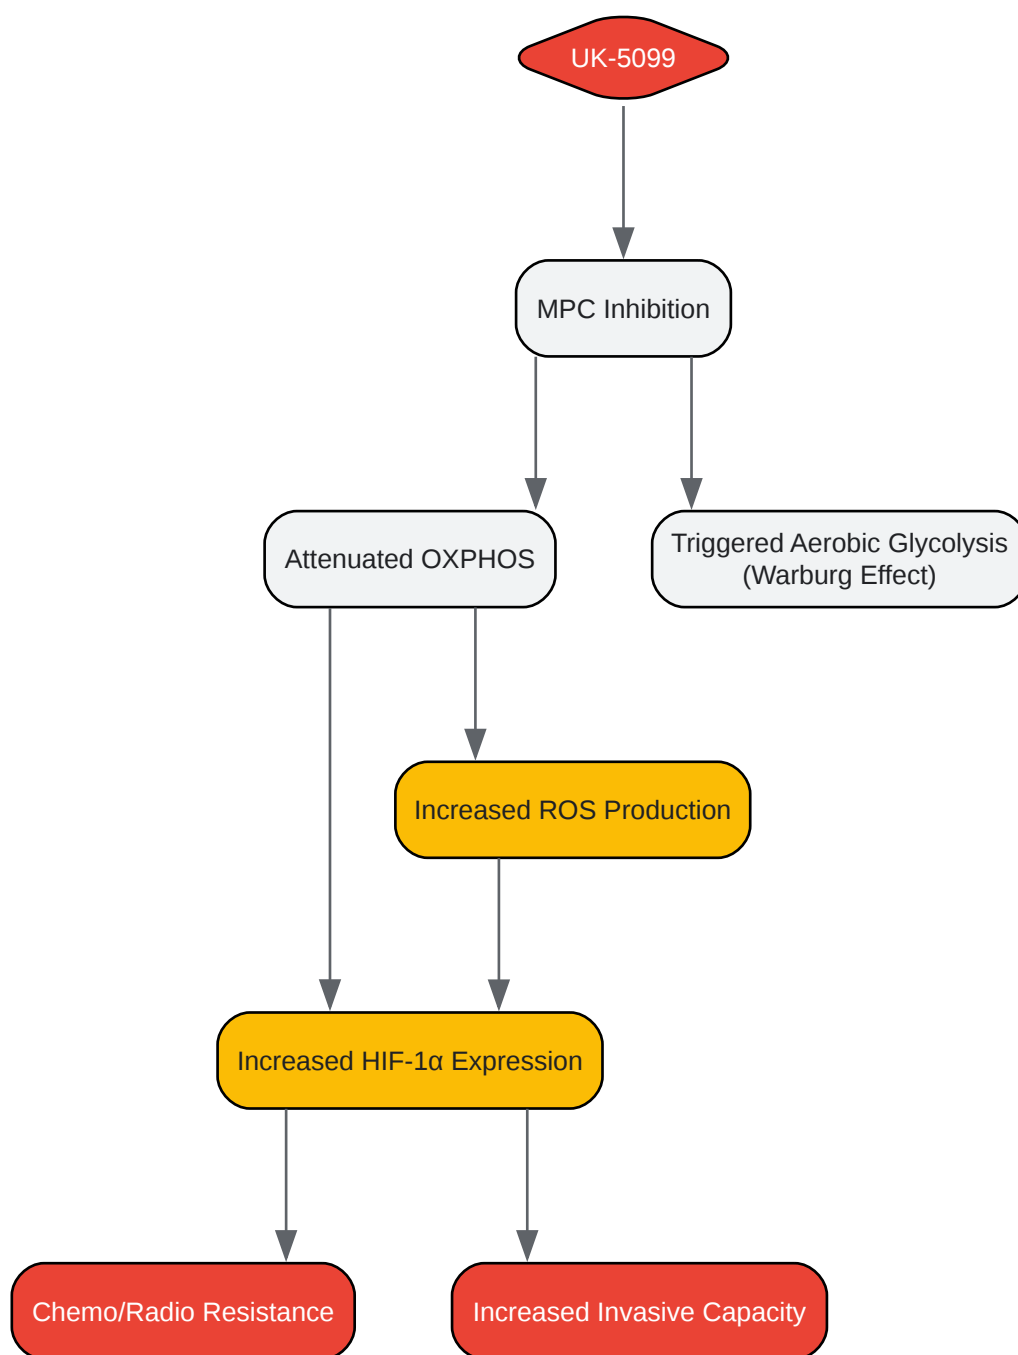 UK-5099
MPC Inhibition
Attenuated OXPHOS
Triggered Aerobic Glycolysis
(Warburg Effect)
Increased ROS Production
Increased HIF-1α Expression
Chemo/Radio Resistance
Increased Invasive Capacity